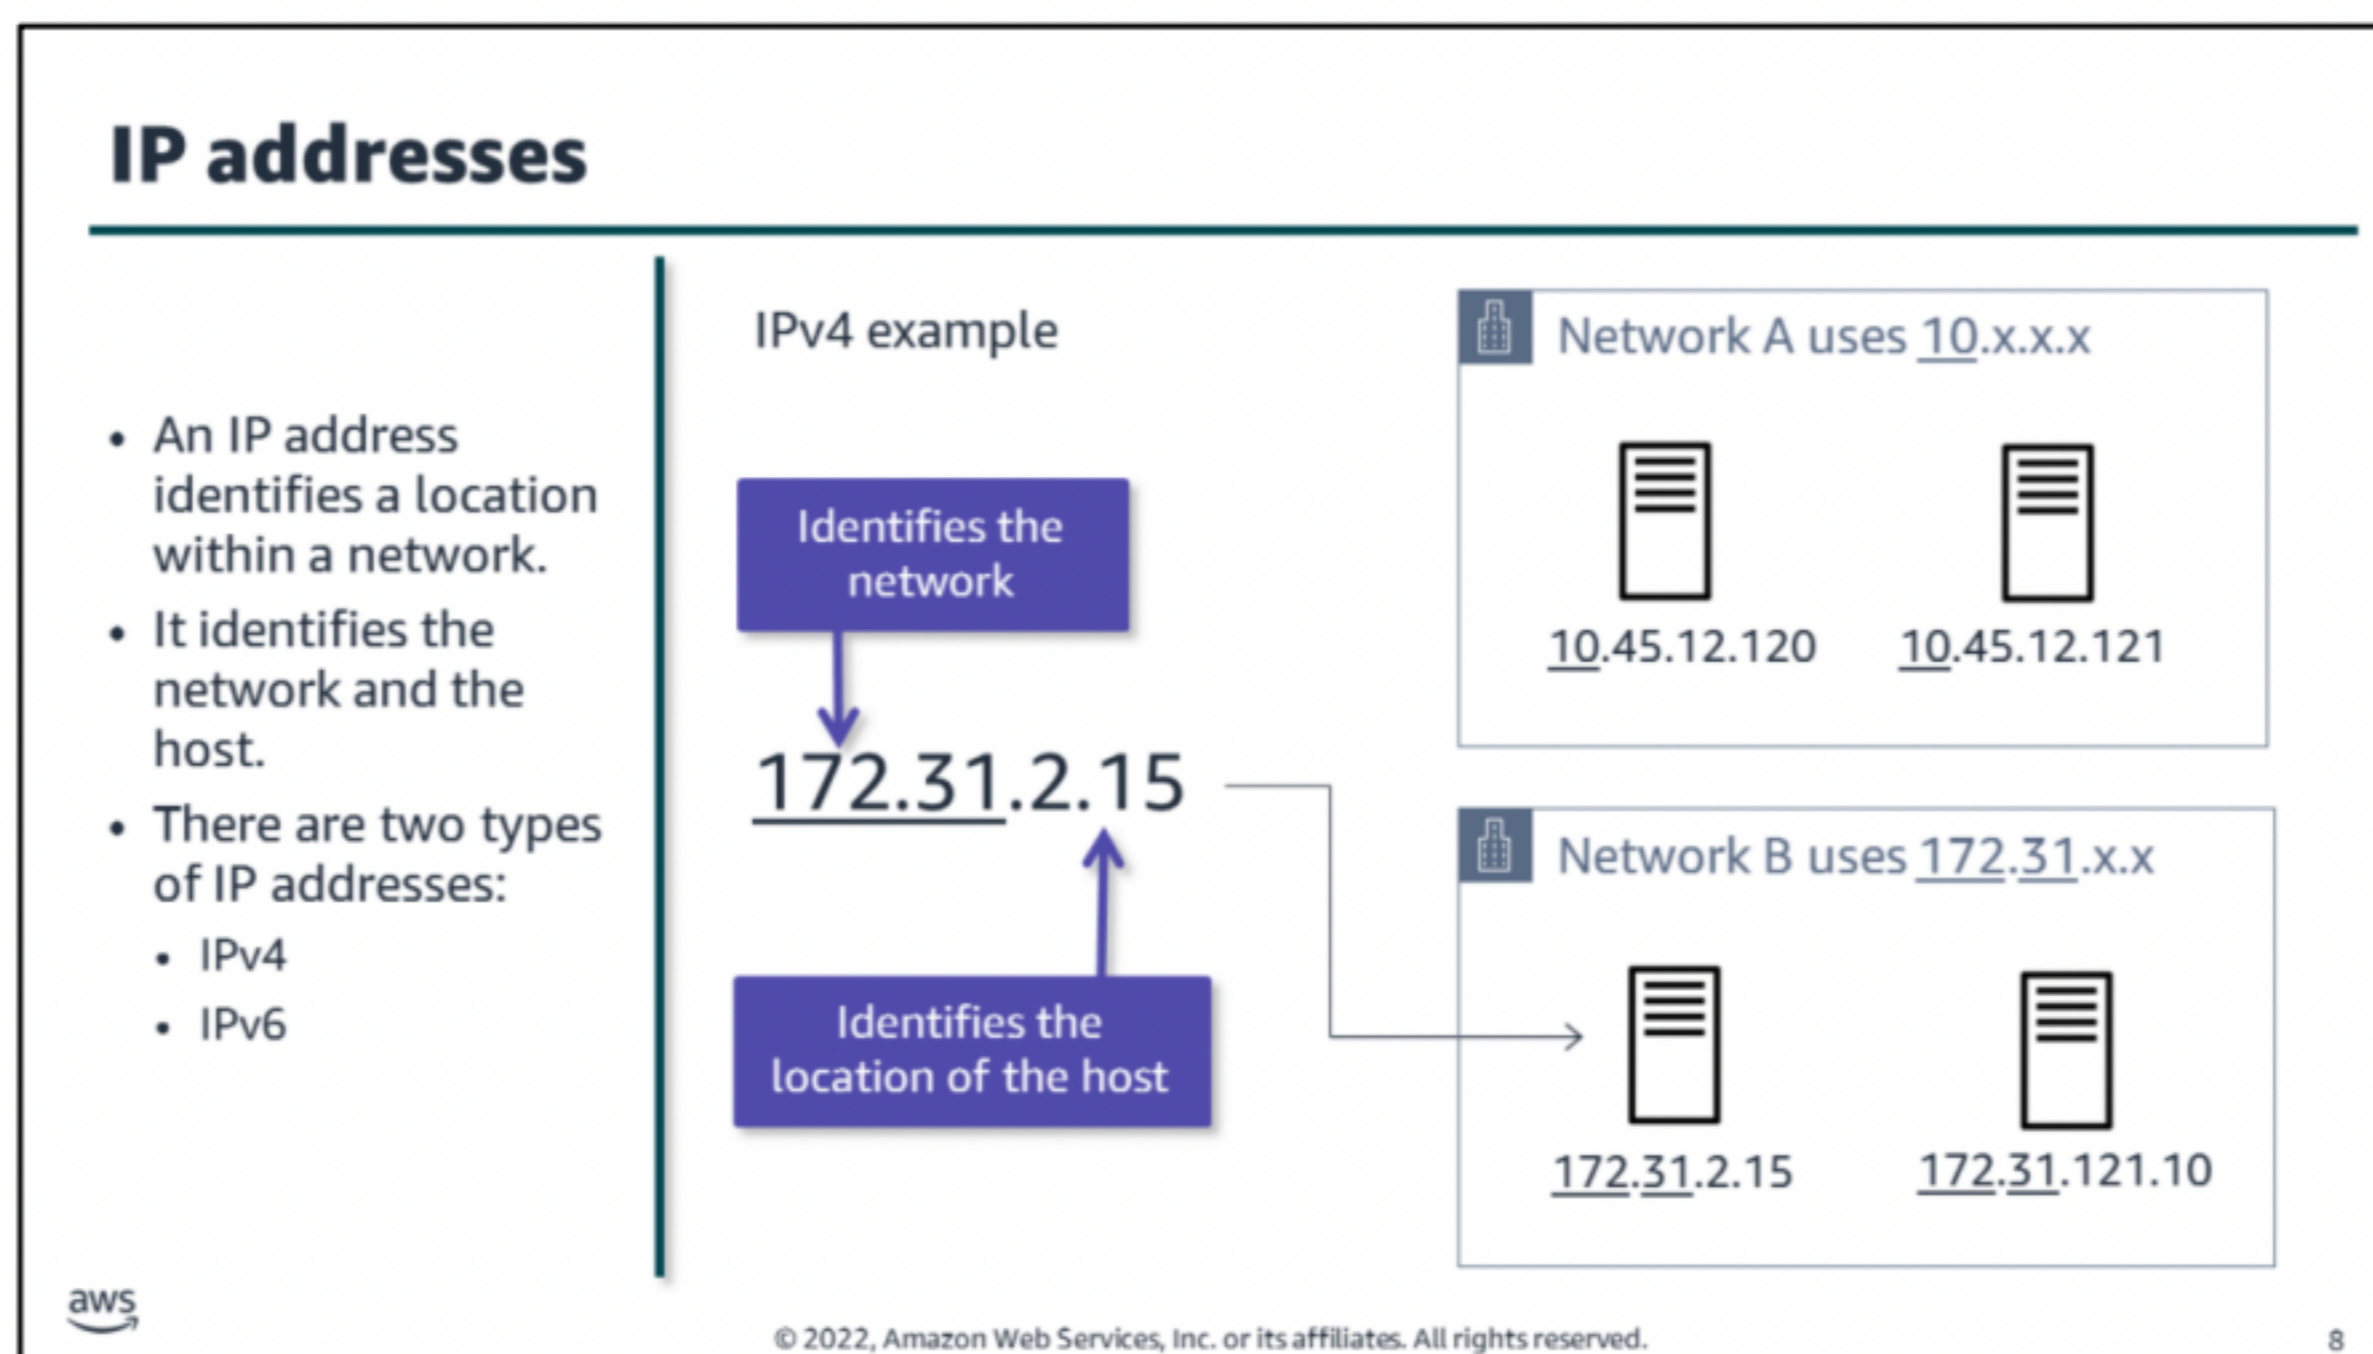 IP addresses
• An IP address
identifies a location
within a network.
• It identifies the
network and the
host.
• There are two types
of IP addresses:
• IPv4
• IPv6
IPv4 example
Identifies the
network
172.31.2.15
Identifies the
location of the host
Network A uses 10.x.x.x
10.45.12.120
10.45.12.121
Network B uses 172.31.x.x
172.31.2.15
172.31.121.10
aws
© 2022, Amazon Web Services, Inc. or its affiliates. All rights reserved.
8